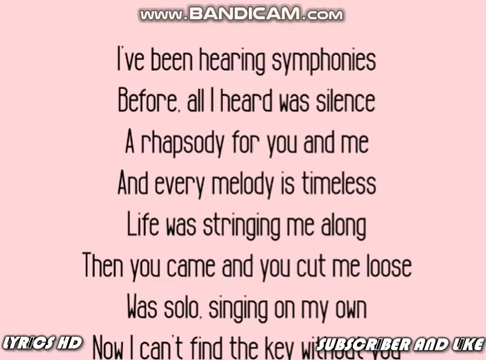 www.BANDICAM.com
I've been hearing symphonies
Before, all I heard was silence
A rhapsody for you and me
And every melody is timeless
Life was stringing me along
Then you came and you cut me loose
Was solo, singing on my own
Now I can't find the key without you
LYRICS HD
SUBSCRIBER AND LIKE